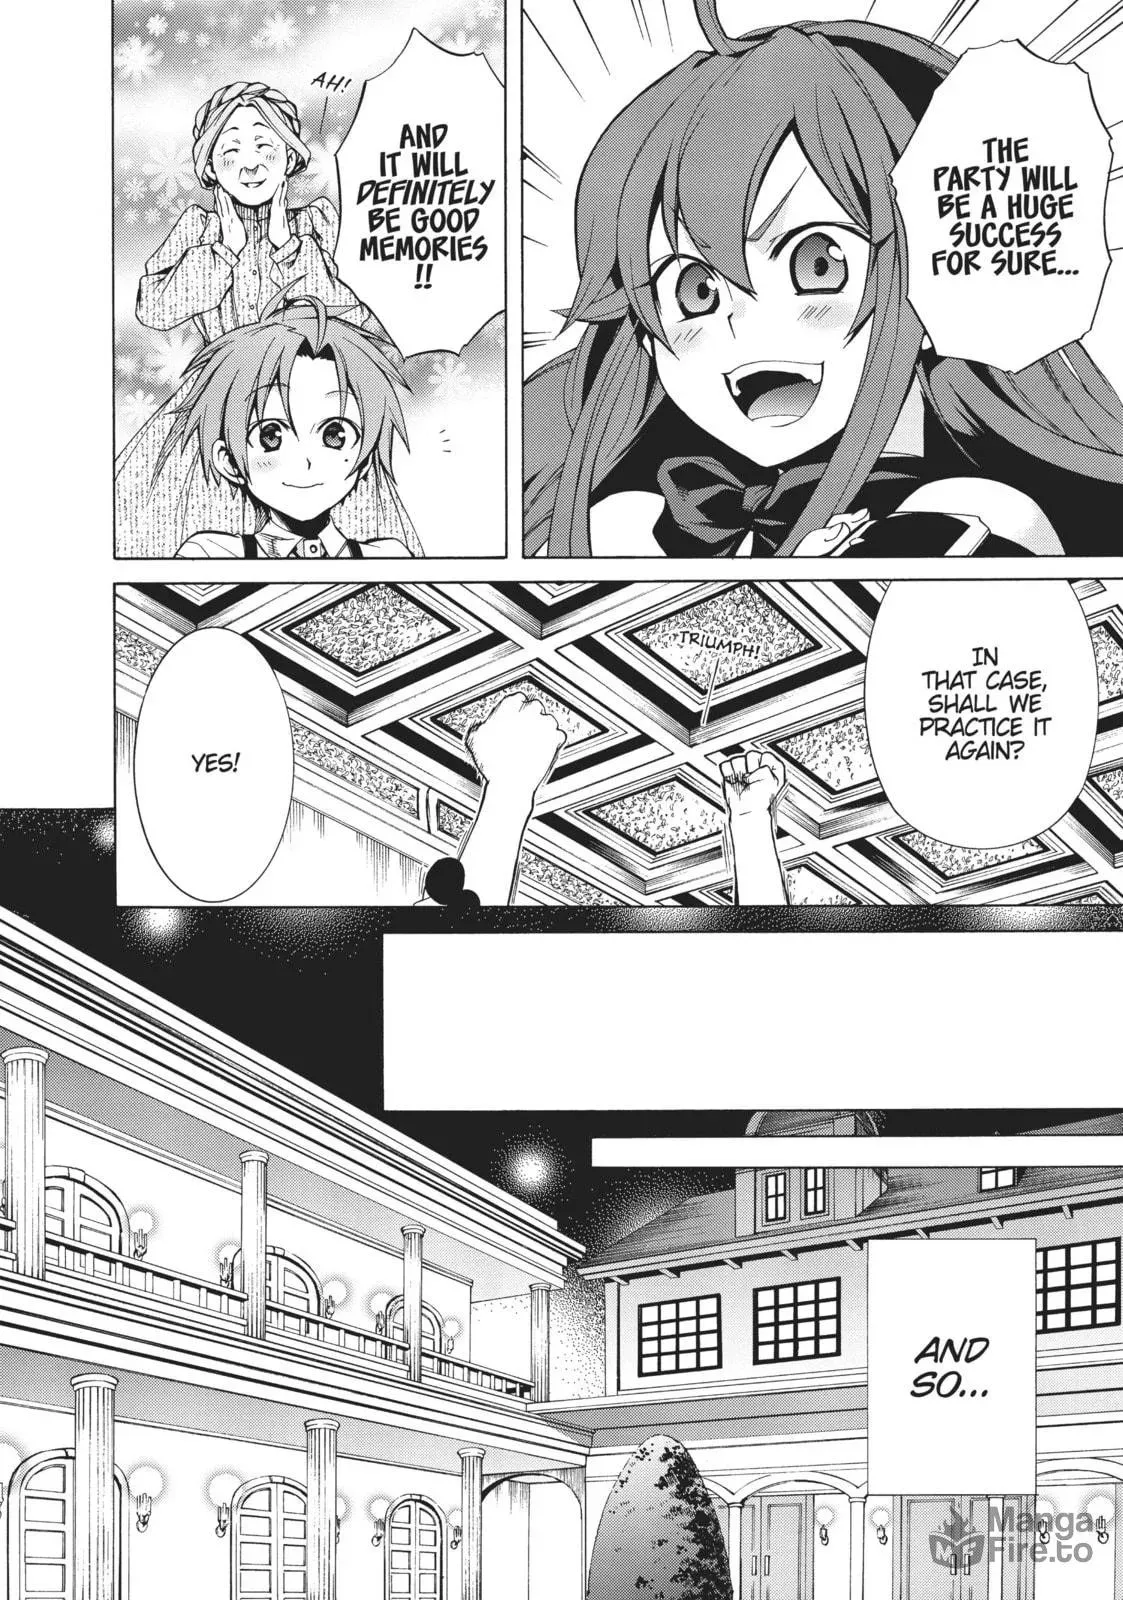 THE
PARTY WILL
BE A HUGE
SUCCESS
FOR SURE...
AH!
AND
IT WILL
DEFINITELY
BE GOOD
MEMORIES
!!
IN
THAT CASE,
SHALL WE
PRACTICE IT
AGAIN?
TRIUMPH!
YES!
AND
SO...
Manga
Fire.to